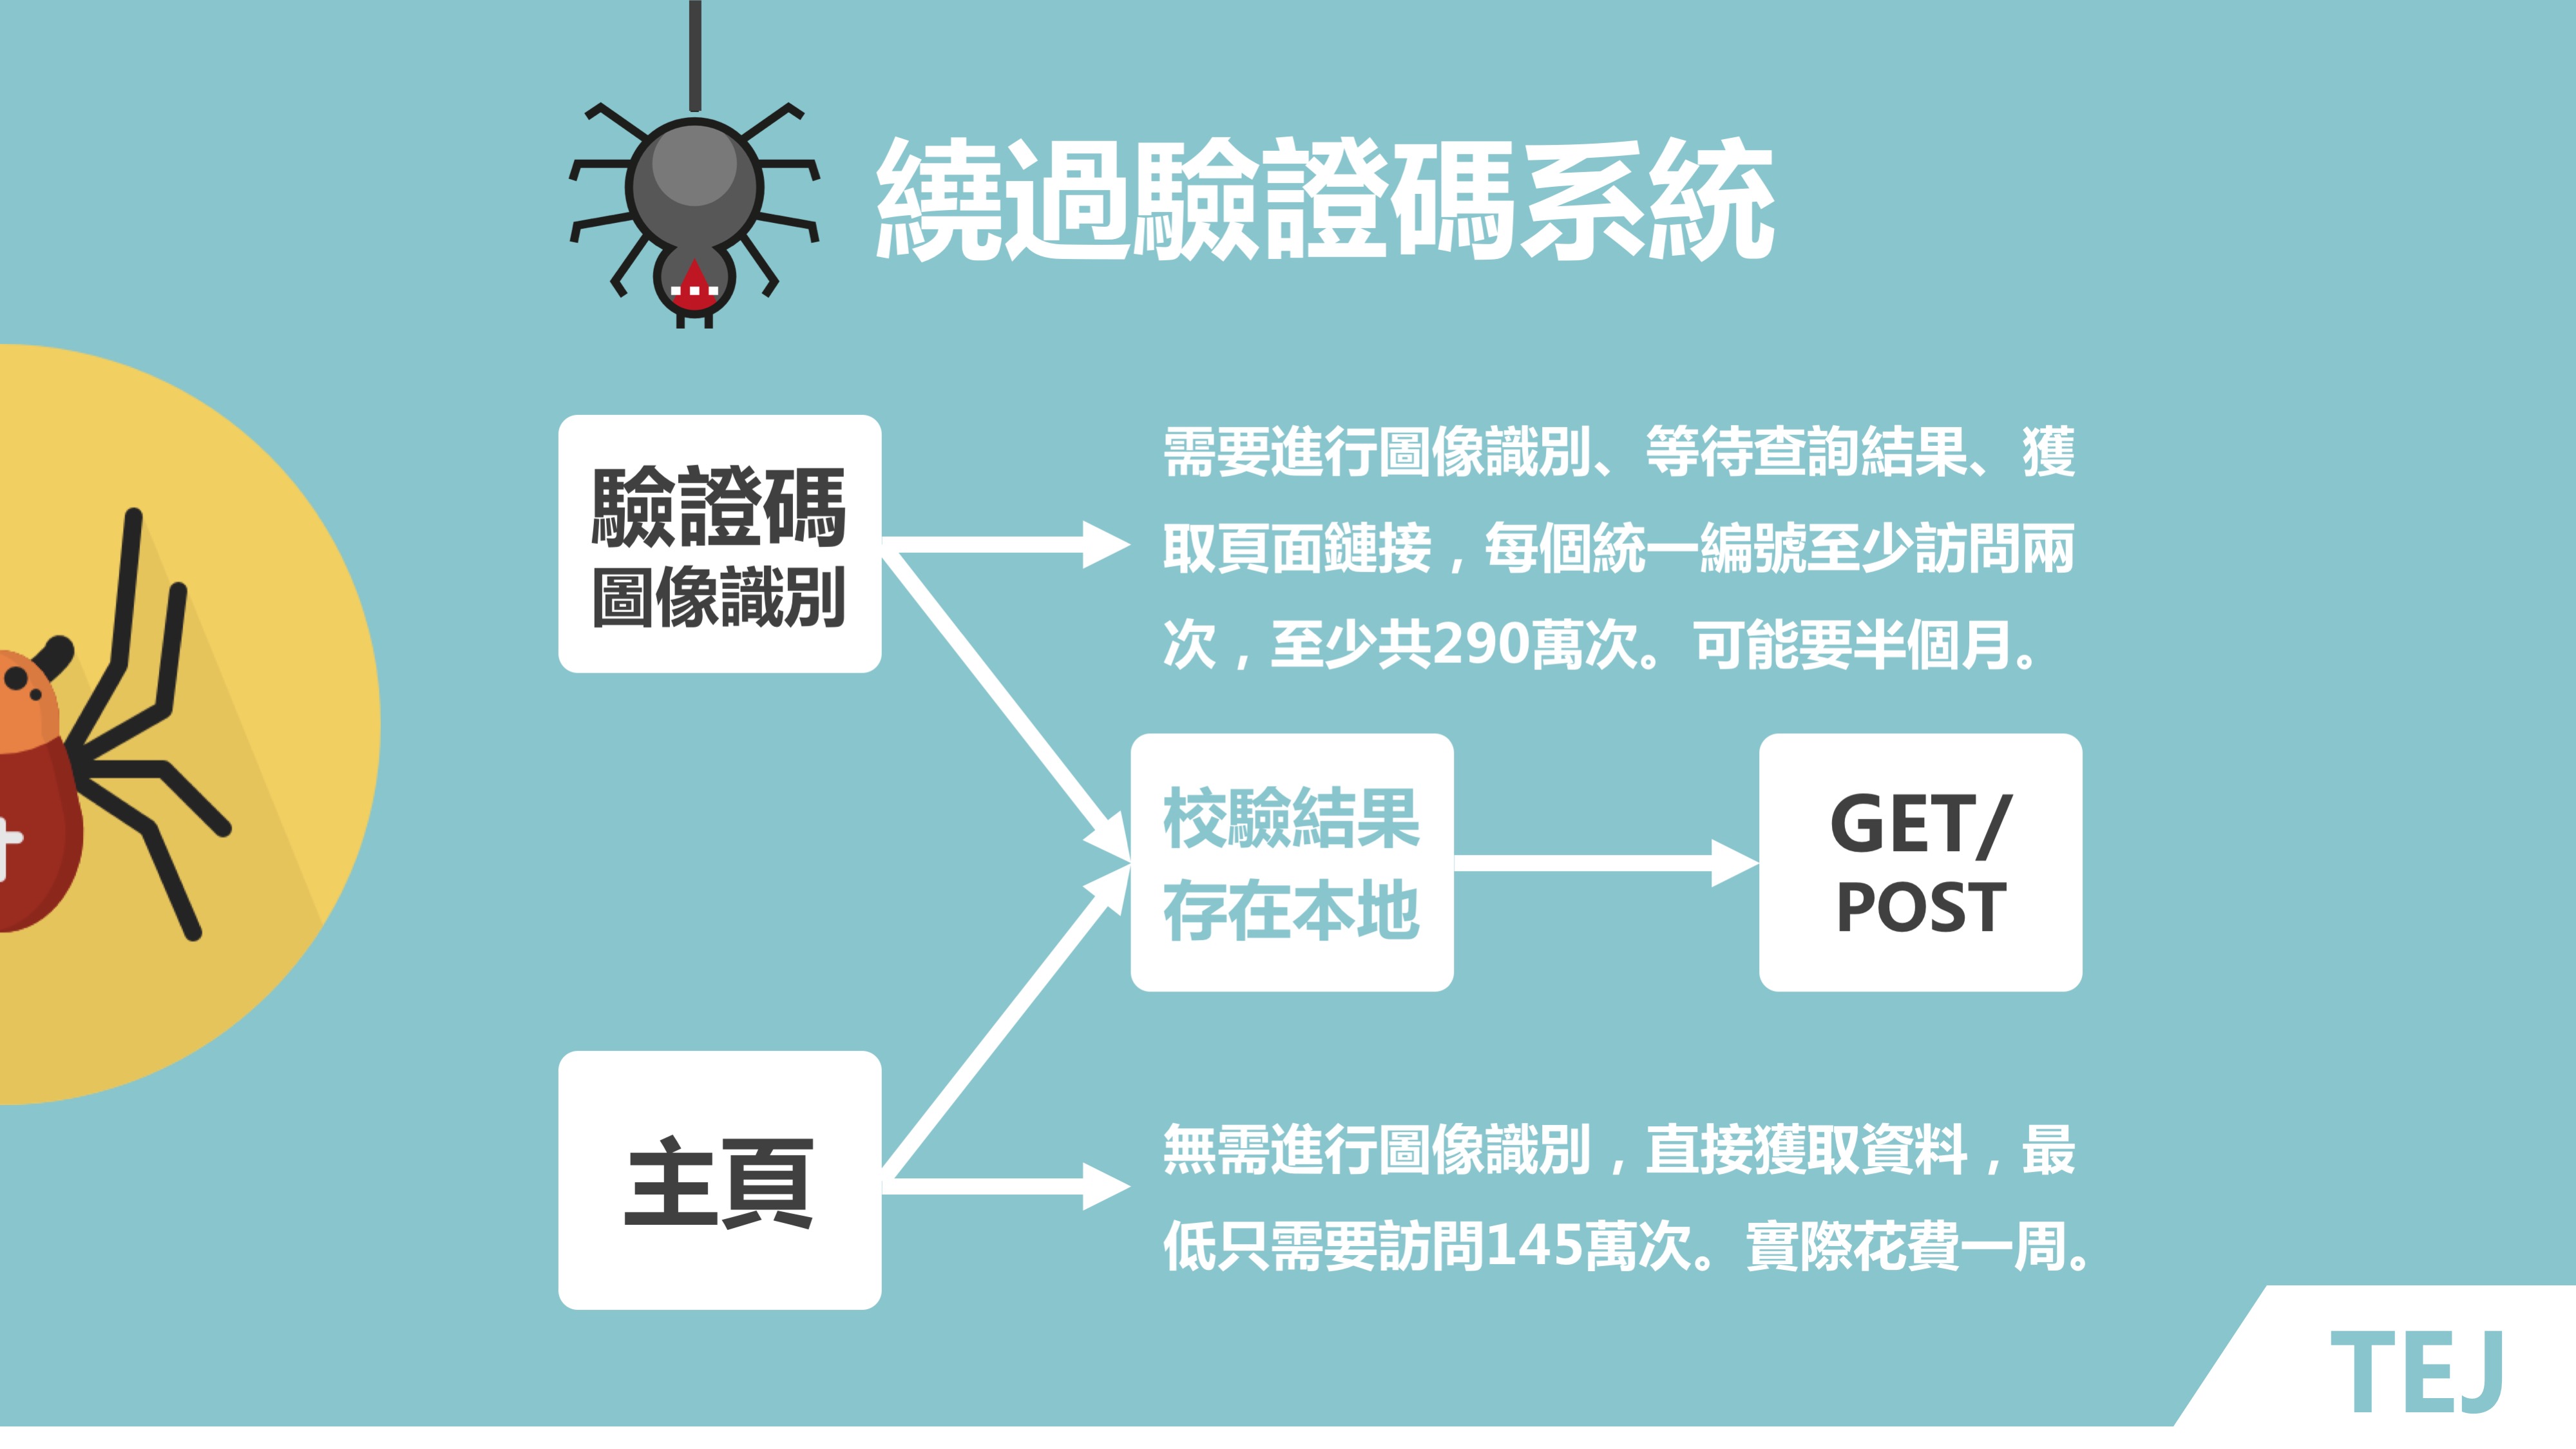 繞過驗證碼系統
驗證碼
圖像識別
需要進行圖像識別、等待查詢結果、獲
取頁面鏈接，每個統一編號至少訪問兩
次，至少共290萬次。可能要半個月。
校驗結果
存在本地
GET/
POST
主頁
無需進行圖像識別，直接獲取資料，最
低只需要訪問145萬次。實際花費一周。
TEJ